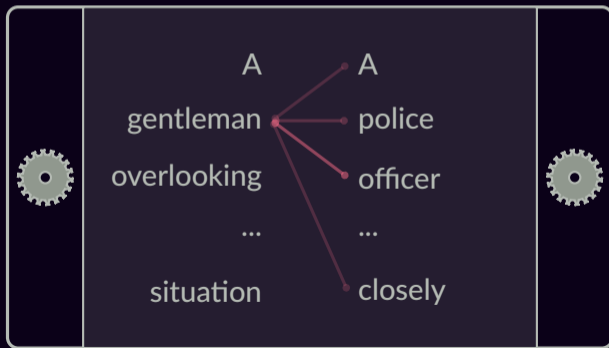 A A
gentleman police
overlooking officer
... ...
situation closely